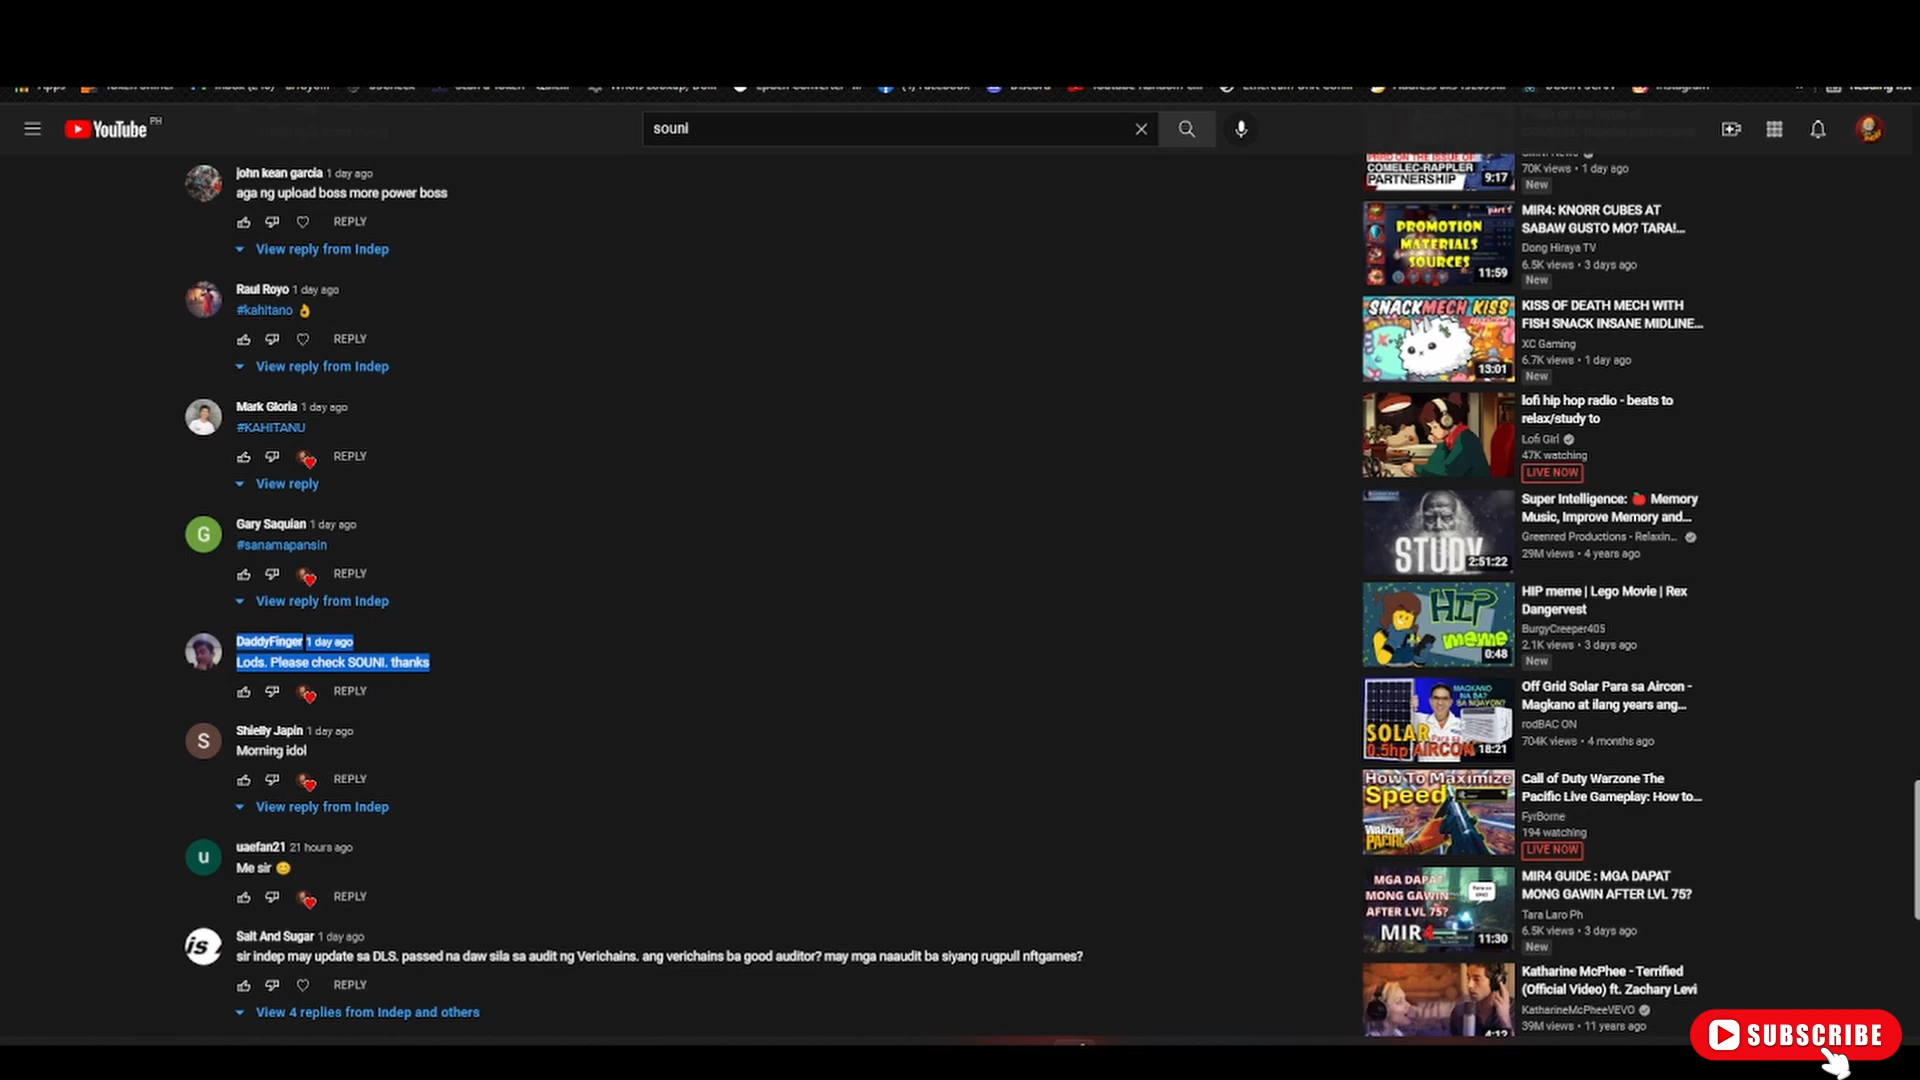 YouTube PH
souni
john kean garcia 1 day ago
aga ng upload boss more power boss
REPLY
View reply from Indep
Raul Royo 1 day ago
#kahitano 👌
REPLY
View reply from Indep
Mark Gloria 1 day ago
#KAHITANU
REPLY
View reply
G
Gary Saquian 1 day ago
#sanamapansin
REPLY
View reply from Indep
DaddyFinger 1 day ago
Lods. Please check SOUNI. thanks
REPLY
S
Shielly Japin 1 day ago
Morning idol
REPLY
View reply from Indep
u
uaefan21 21 hours ago
Me sir 😊
REPLY
is
Salt And Sugar 1 day ago
sir indep may update sa DLS. passed na daw sila sa audit ng Verichains. ang verichains ba good auditor? may mga naaudit ba siyang rugpull nftgames?
REPLY
View 4 replies from Indep and others
COMELEC-RAPPLER
PARTNERSHIP
9:17
70K views • 1 day ago
New
part 1
PROMOTION
MATERIALS
SOURCES
11:59
MIR4: KNORR CUBES AT
SABAW GUSTO MO? TARA!...
Dong Hiraya TV
6.5K views • 3 days ago
New
SNACKMECH KISS
13:01
KISS OF DEATH MECH WITH
FISH SNACK INSANE MIDLINE...
XC Gaming
6.7K views • 1 day ago
New
lofi hip hop radio - beats to
relax/study to
Lofi Girl
47K watching
LIVE NOW
STUDY
2:51:22
Super Intelligence: 🍎 Memory
Music, Improve Memory and...
Greenred Productions - Relaxin...
29M views • 4 years ago
HIP
meme
0:48
HIP meme | Lego Movie | Rex
Dangervest
BurgyCreeper405
2.1K views • 3 days ago
New
MAGKANO
NA BA?
SA NGAYON?
SOLAR Para sa
0.5hp AIRCON
18:21
Off Grid Solar Para sa Aircon -
Magkano at ilang years ang...
rodBAC ON
704K views • 4 months ago
How To Maximize
Speed
WARZONE
PACIFIC
Call of Duty Warzone The
Pacific Live Gameplay: How to...
FyrBorne
194 watching
LIVE NOW
MGA DAPAT
MONG GAWIN
AFTER LVL 75?
MIR4
11:30
MIR4 GUIDE : MGA DAPAT
MONG GAWIN AFTER LVL 75?
Tara Laro Ph
6.5K views • 3 days ago
New
4:12
Katharine McPhee - Terrified
(Official Video) ft. Zachary Levi
KatharineMcPheeVEVO
39M views • 11 years ago
SUBSCRIBE